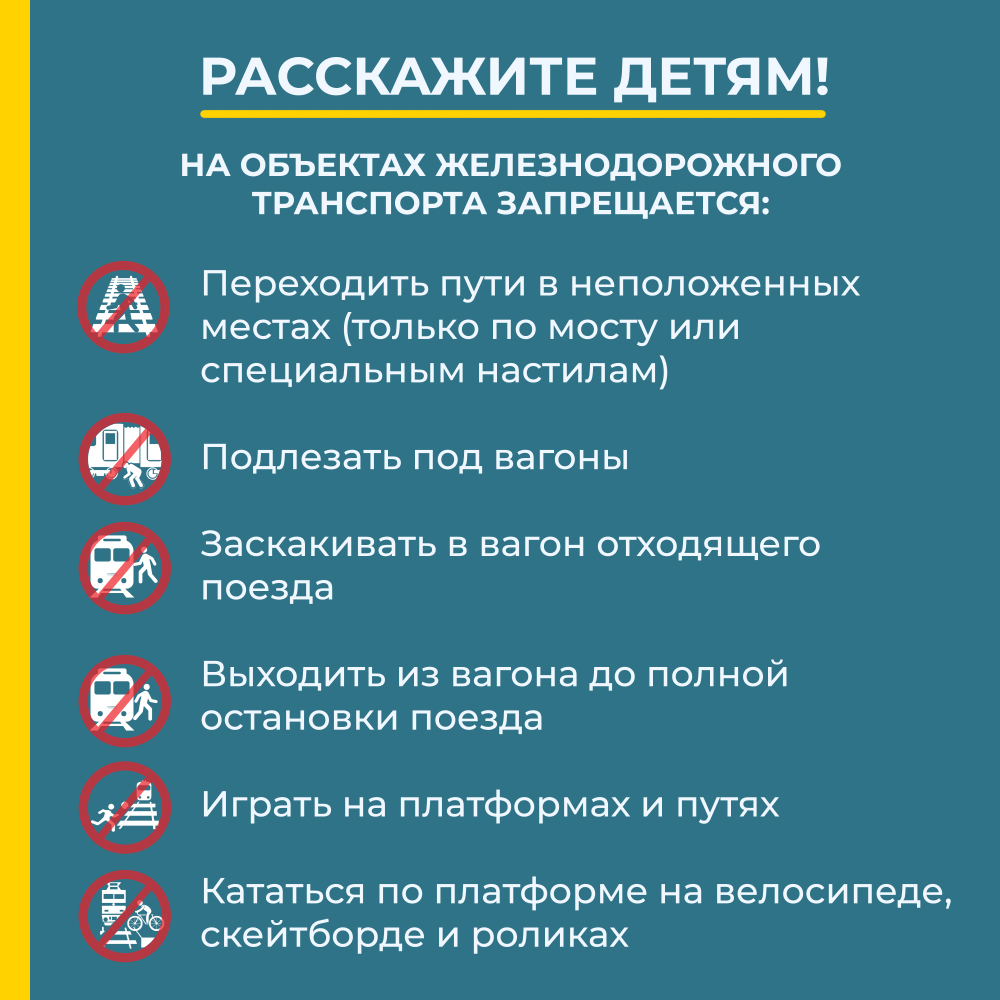 РАССКАЖИТЕ ДЕТЯМ!
НА ОБЪЕКТАХ ЖЕЛЕЗНОДОРОЖНОГО
ТРАНСПОРТА ЗАПРЕЩАЕТСЯ:
Переходить пути в неположенных
местах (только по мосту или
специальным настилам)
Подлезать под вагоны
Заскакивать в вагон отходящего
поезда
Выходить из вагона до полной
остановки поезда
Играть на платформах и путях
Кататься по платформе на велосипеде,
скейтборде и роликах